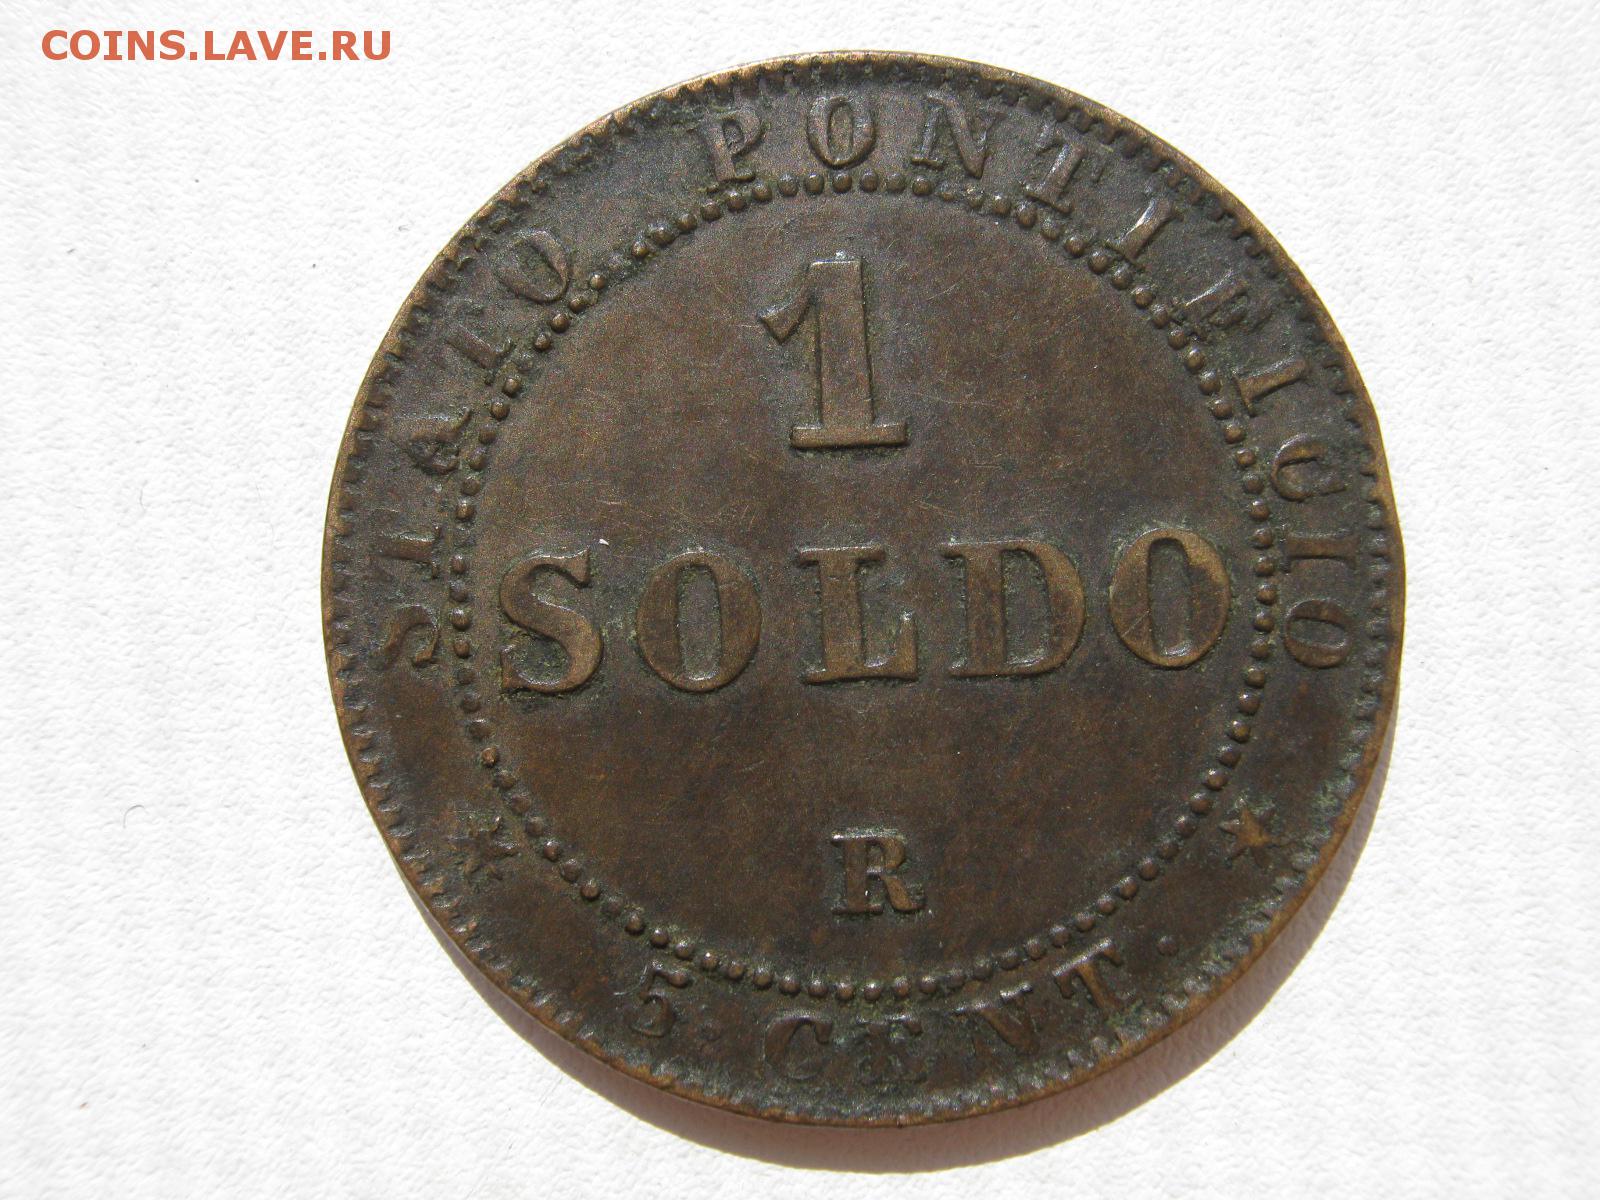 COINS.LAVE.RU
STATO PONTIFICIO
1
SOLDO
R
5 CENT.